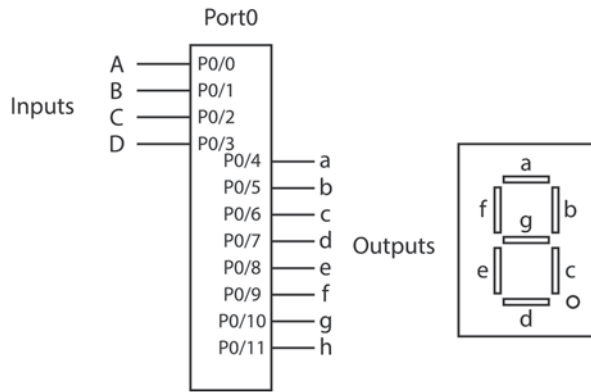 Port0
Inputs
A P0/0
B P0/1
C P0/2
D P0/3
P0/4 a
P0/5 b
P0/6 c
P0/7 d
P0/8 e
P0/9 f
P0/10 g
P0/11 h
Outputs
a
f b
g
e c
d